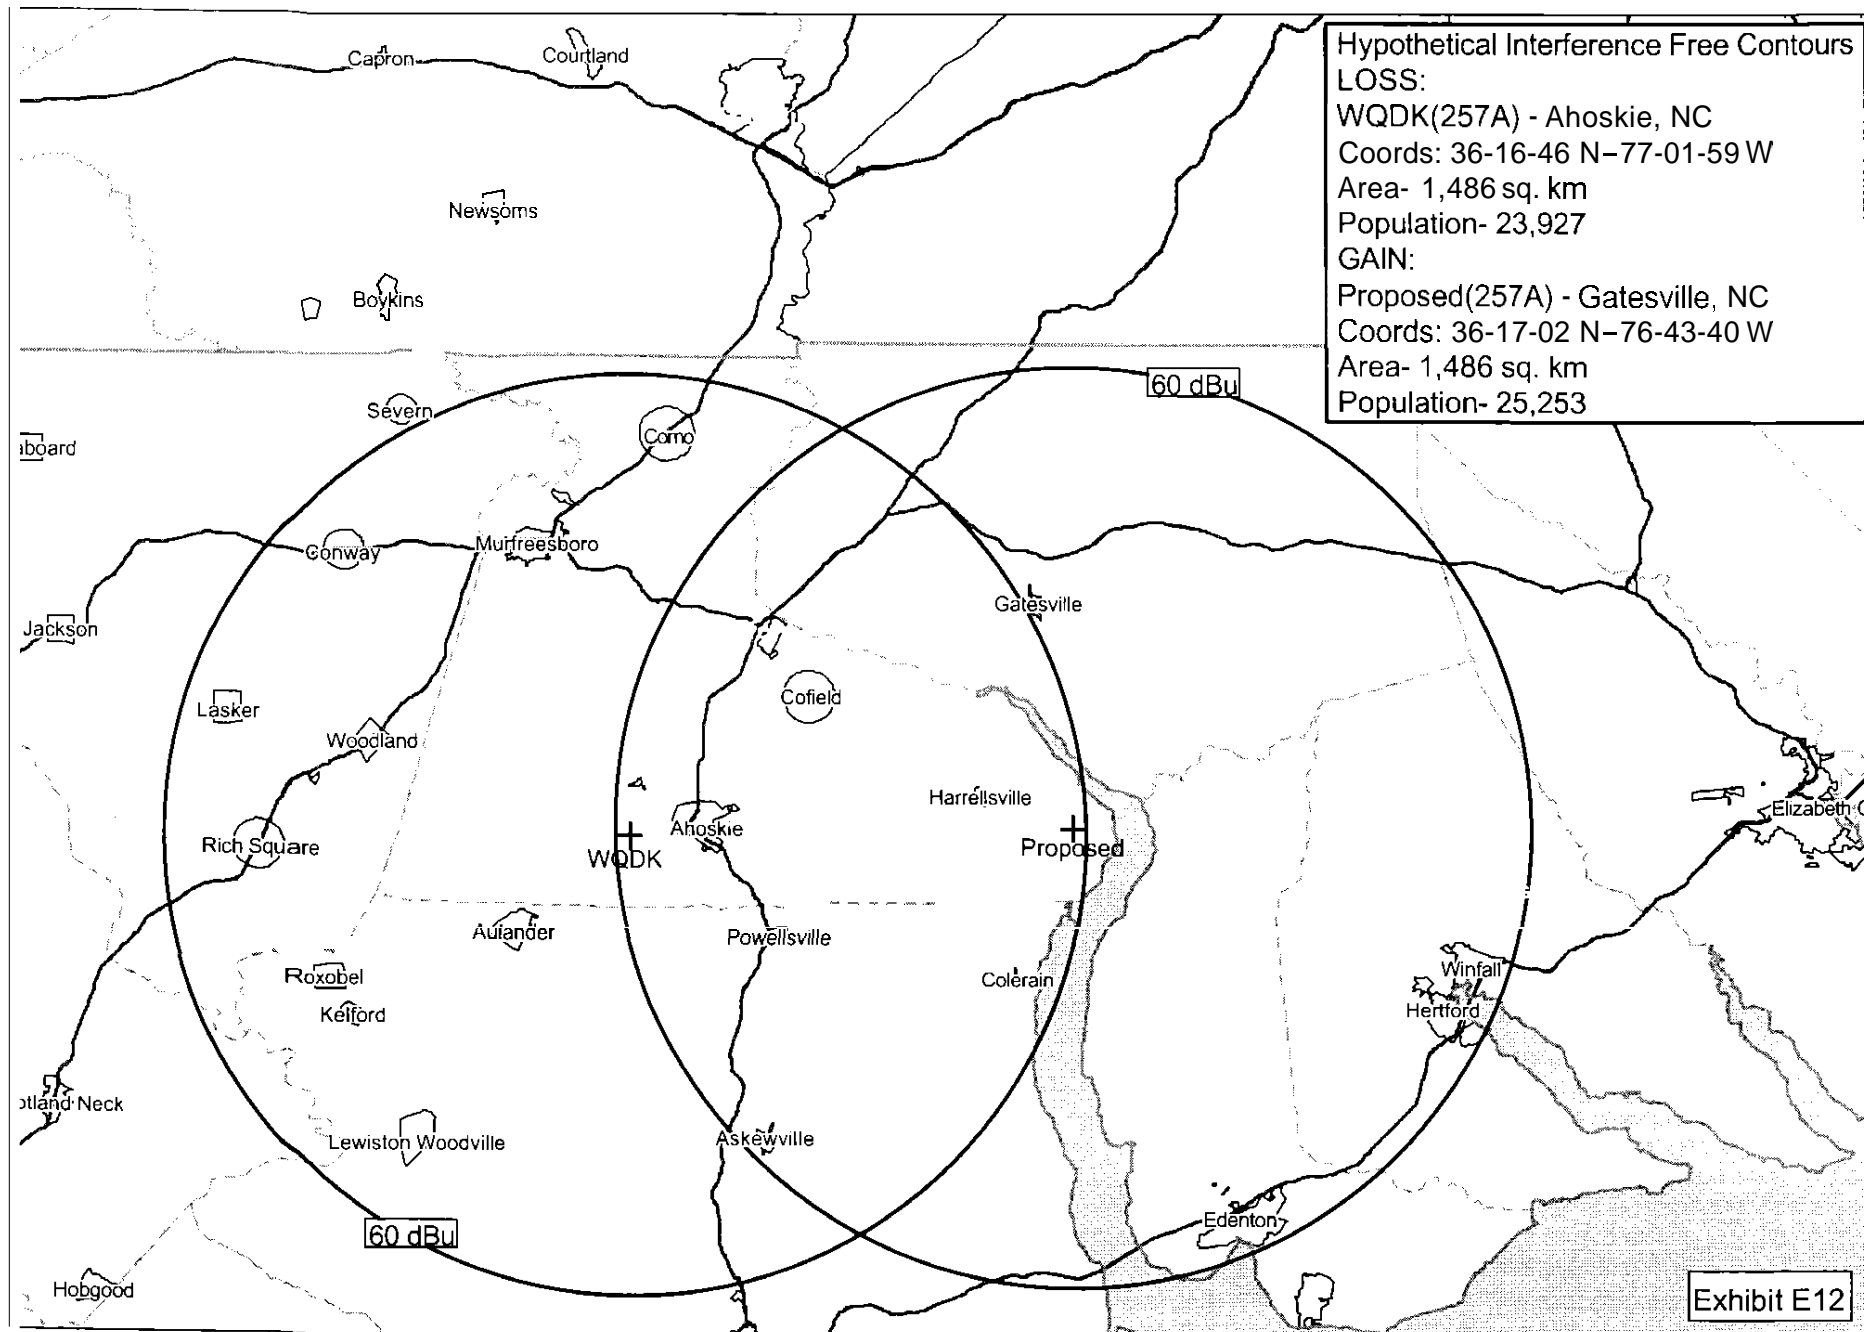 Hypothetical Interference Free Contours
LOSS:
WQDK(257A) - Ahoskie, NC
Coords: 36-16-46 N-77-01-59 W
Area- 1,486 sq. km
Population- 23,927
GAIN:
Proposed(257A) - Gatesville, NC
Coords: 36-17-02 N-76-43-40 W
Area- 1,486 sq. km
Population- 25,253
Capron
Courtland
Newsoms
Boykins
60 dBu
Severn
Como
aboard
Conway
Murfreesboro
Gatesville
Jackson
Lasker
Cofield
Woodland
Harrellsville
Elizabeth C
Ahoskie
Rich Square
WQDK
Proposed
Aulander
Powellsville
Roxobel
Colerain
Winfall
Kelford
Hertford
otland Neck
Lewiston Woodville
Askewville
60 dBu
Edenton
Hobgood
Exhibit E12